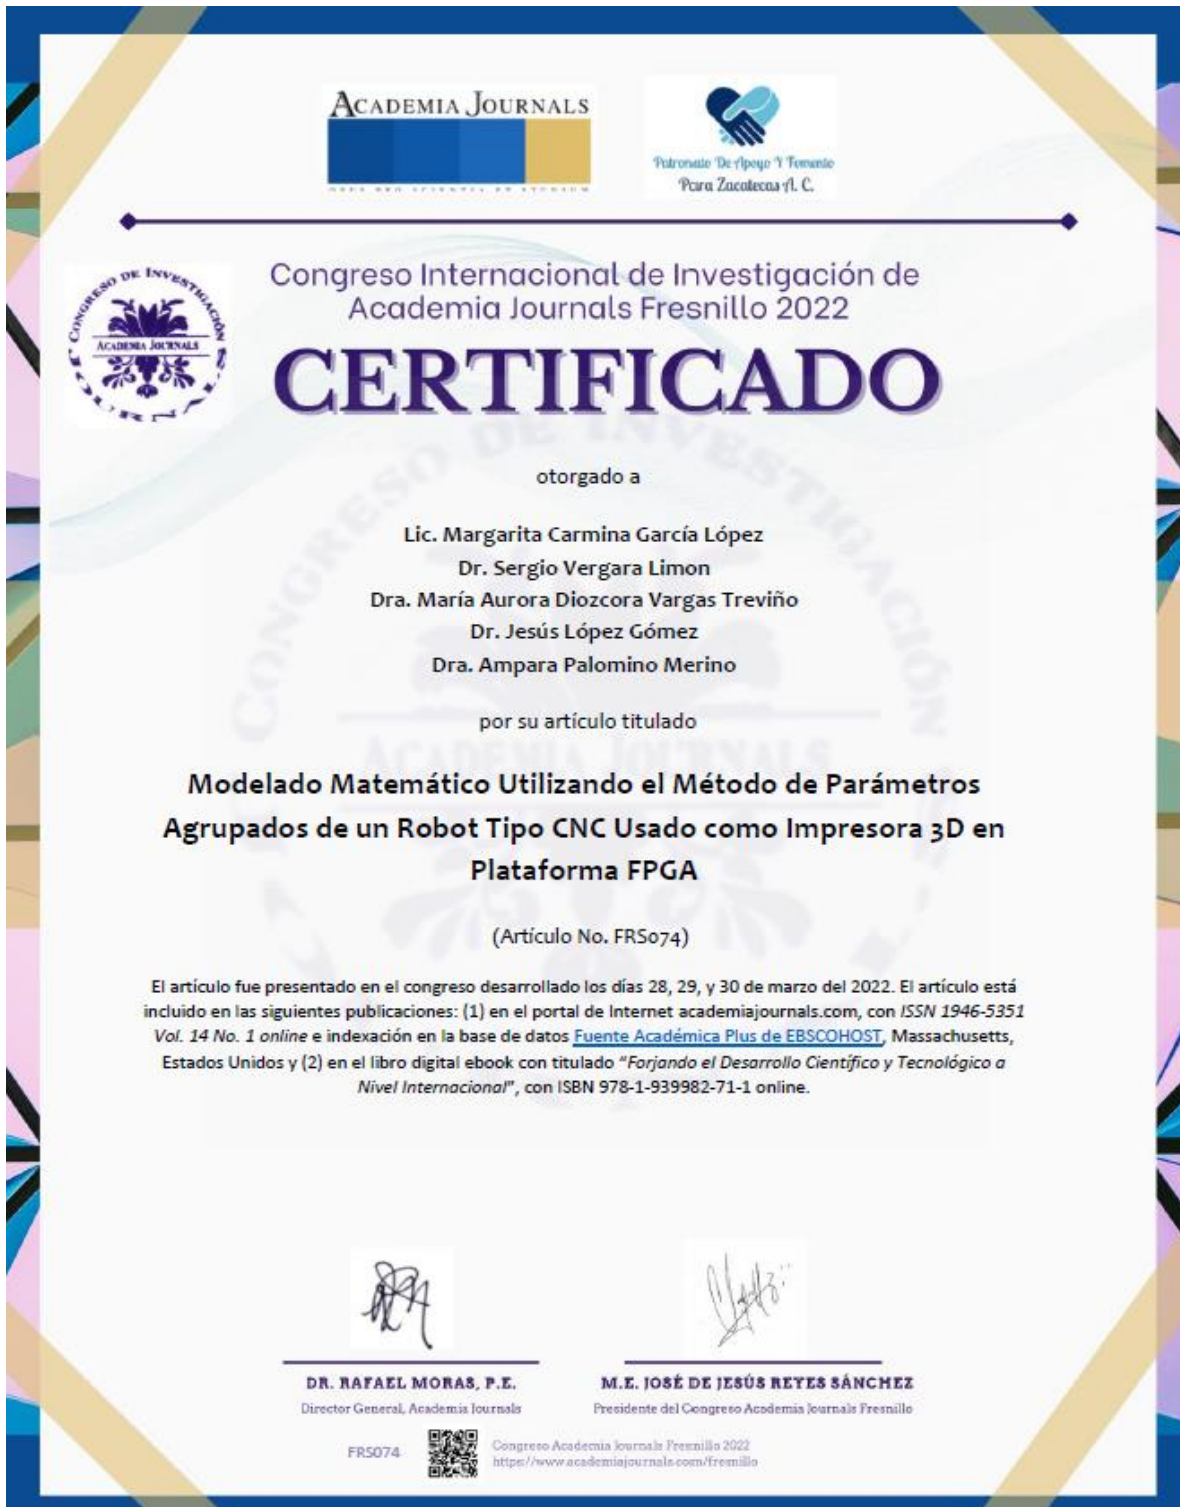 ACADEMIA JOURNALS
Patronato De Apoyo Y Fomento
Para Zacatecas A. C.
CONGRESO DE INVESTIGACIÓN
ACADEMIA JOURNALS
JOURNALS
Congreso Internacional de Investigación de
Academia Journals Fresnillo 2022
CERTIFICADO
otorgado a
Lic. Margarita Carmina García López
Dr. Sergio Vergara Limon
Dra. María Aurora Diozcora Vargas Treviño
Dr. Jesús López Gómez
Dra. Ampara Palomino Merino
por su artículo titulado
Modelado Matemático Utilizando el Método de Parámetros
Agrupados de un Robot Tipo CNC Usado como Impresora 3D en
Plataforma FPGA
(Artículo No. FRS074)
El artículo fue presentado en el congreso desarrollado los días 28, 29, y 30 de marzo del 2022. El artículo está
incluido en las siguientes publicaciones: (1) en el portal de Internet academiajournals.com, con ISSN 1946-5351
Vol. 14 No. 1 online e indexación en la base de datos Fuente Académica Plus de EBSCOHOST, Massachusetts,
Estados Unidos y (2) en el libro digital ebook con titulado “Forjando el Desarrollo Científico y Tecnológico a
Nivel Internacional”, con ISBN 978-1-939982-71-1 online.
DR. RAFAEL MORAS, P.E.
Director General, Academia Journals
M.E. JOSÉ DE JESÚS REYES SÁNCHEZ
Presidente del Congreso Academia Journals Fresnillo
FRS074
Congreso Academia Journals Fresnillo 2022
https://www.academiajournals.com/fresnillo